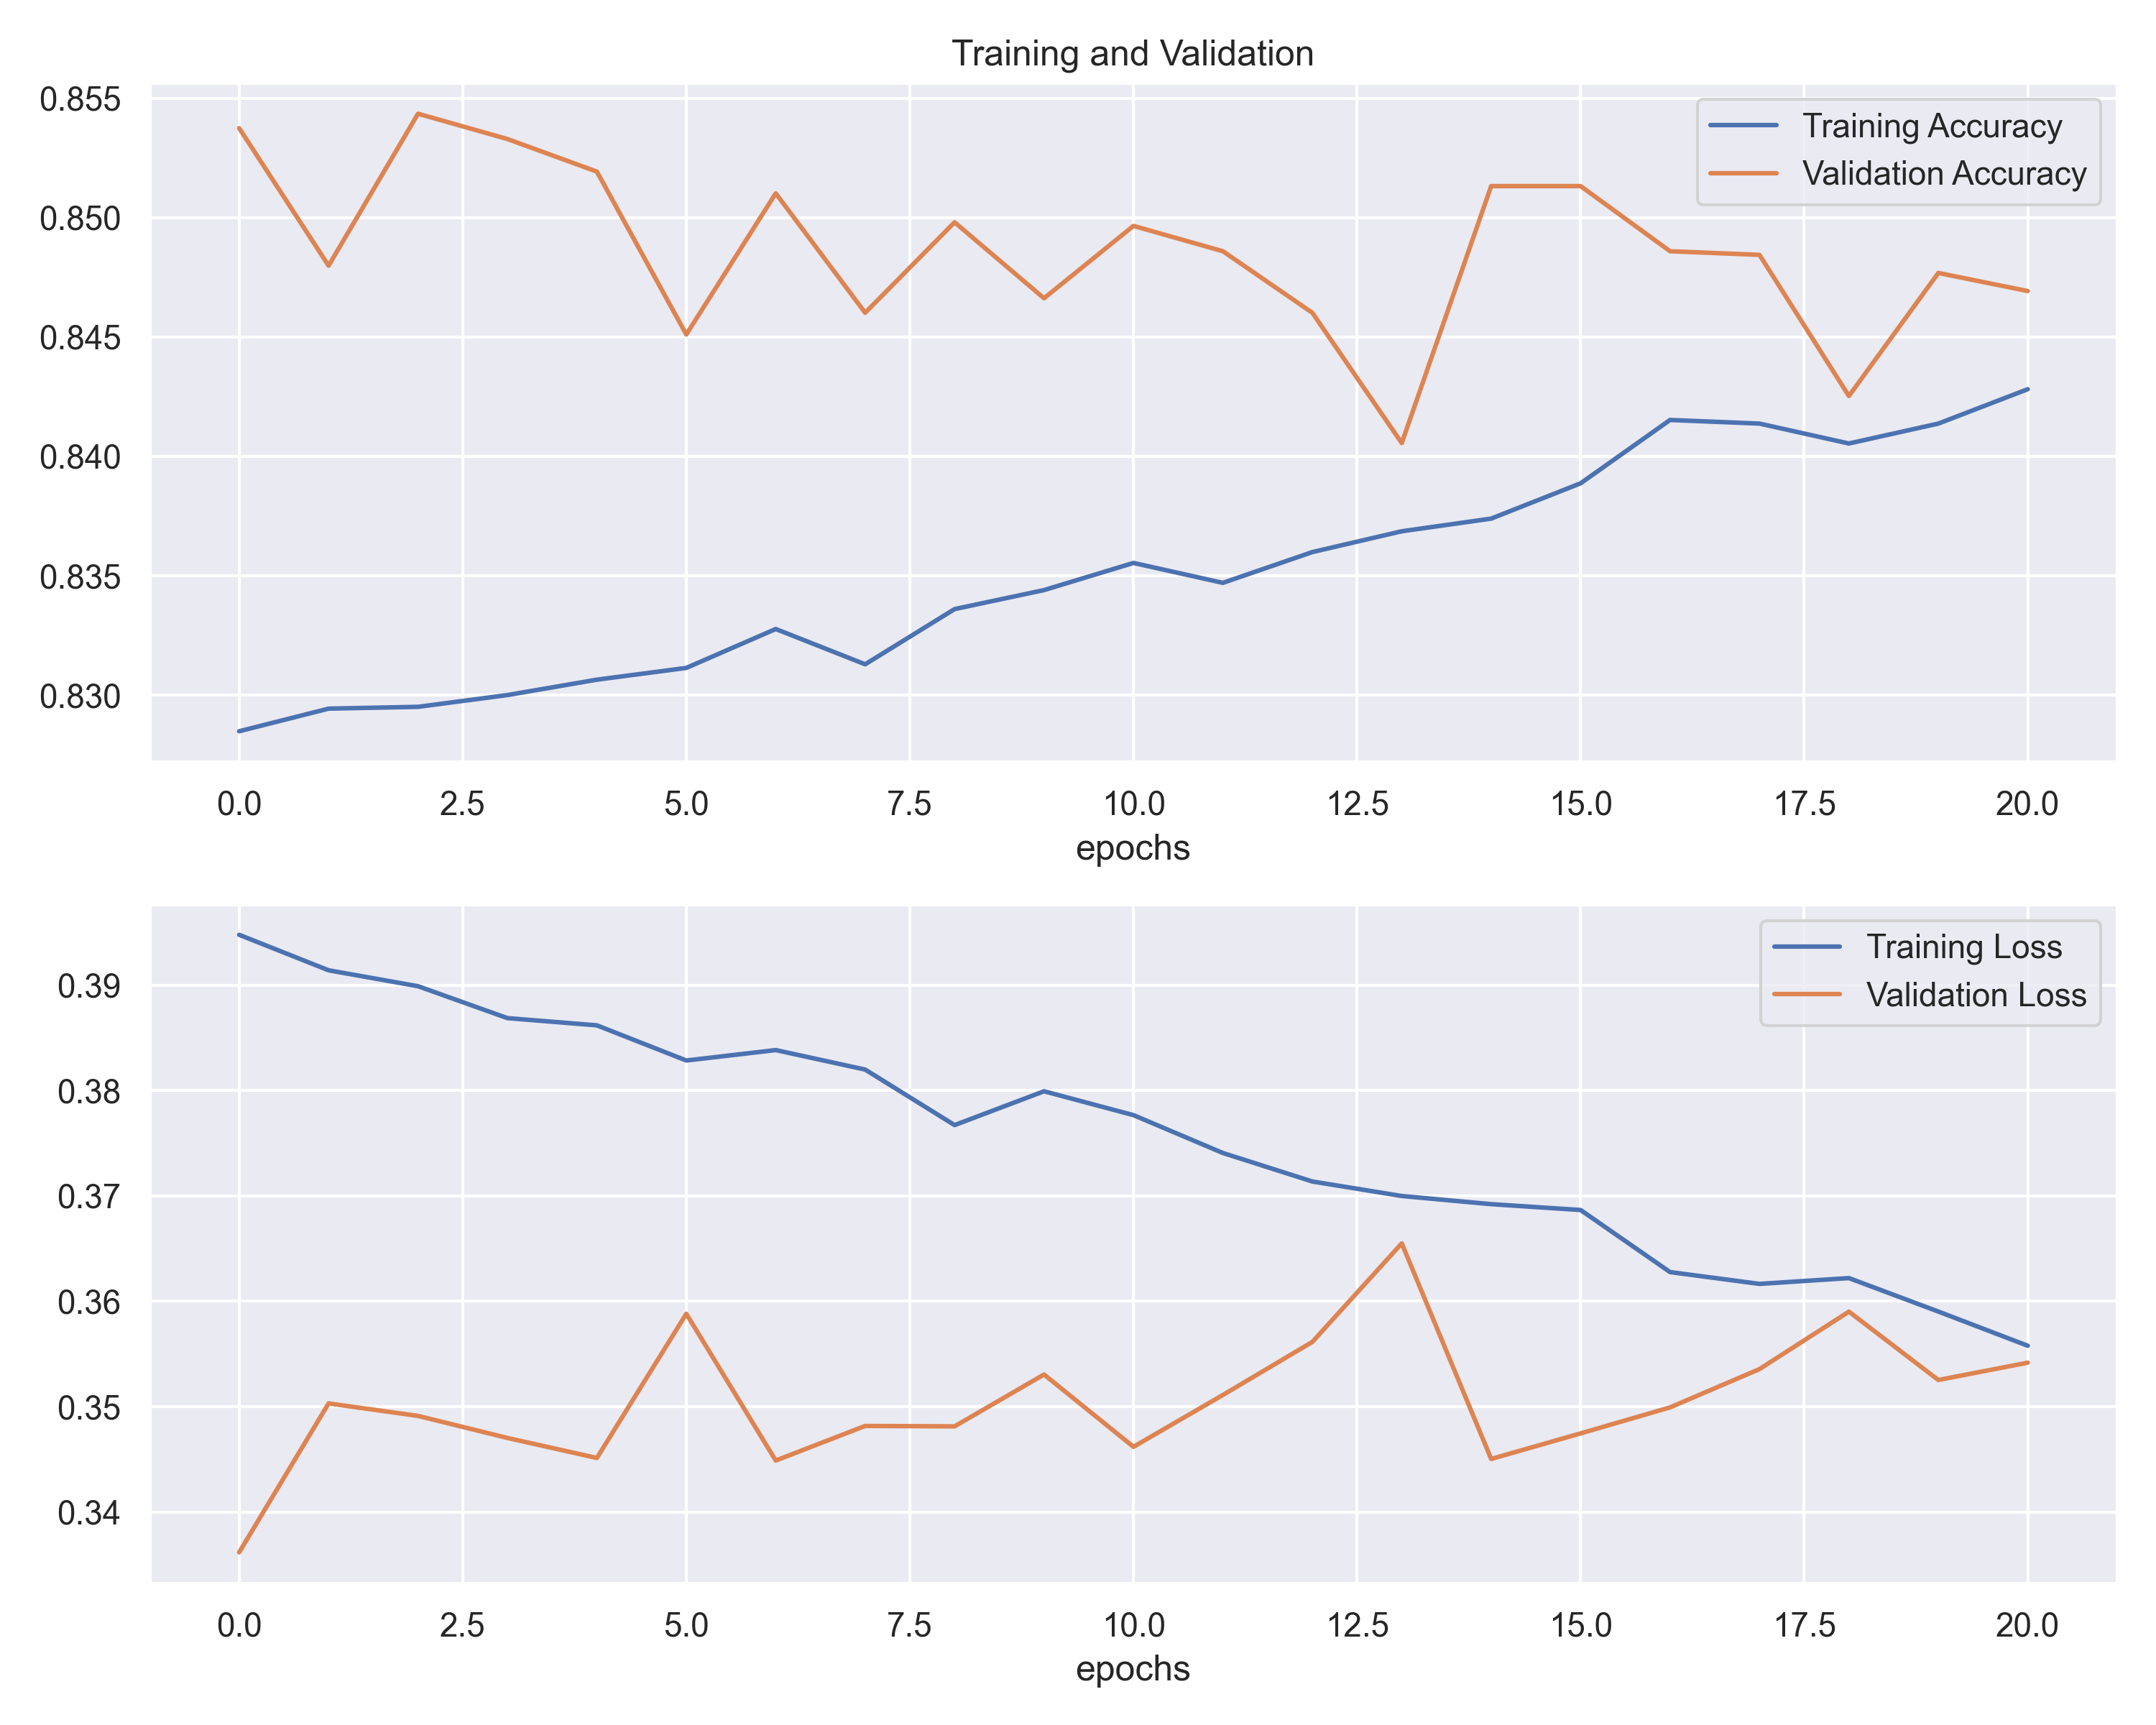 Training and Validation
0.855
0.850
0.845
0.840
0.835
0.830
Training Accuracy
Validation Accuracy
0.0 2.5 5.0 7.5 10.0 12.5 15.0 17.5 20.0
epochs
0.39
0.38
0.37
0.36
0.35
0.34
Training Loss
Validation Loss
0.0 2.5 5.0 7.5 10.0 12.5 15.0 17.5 20.0
epochs